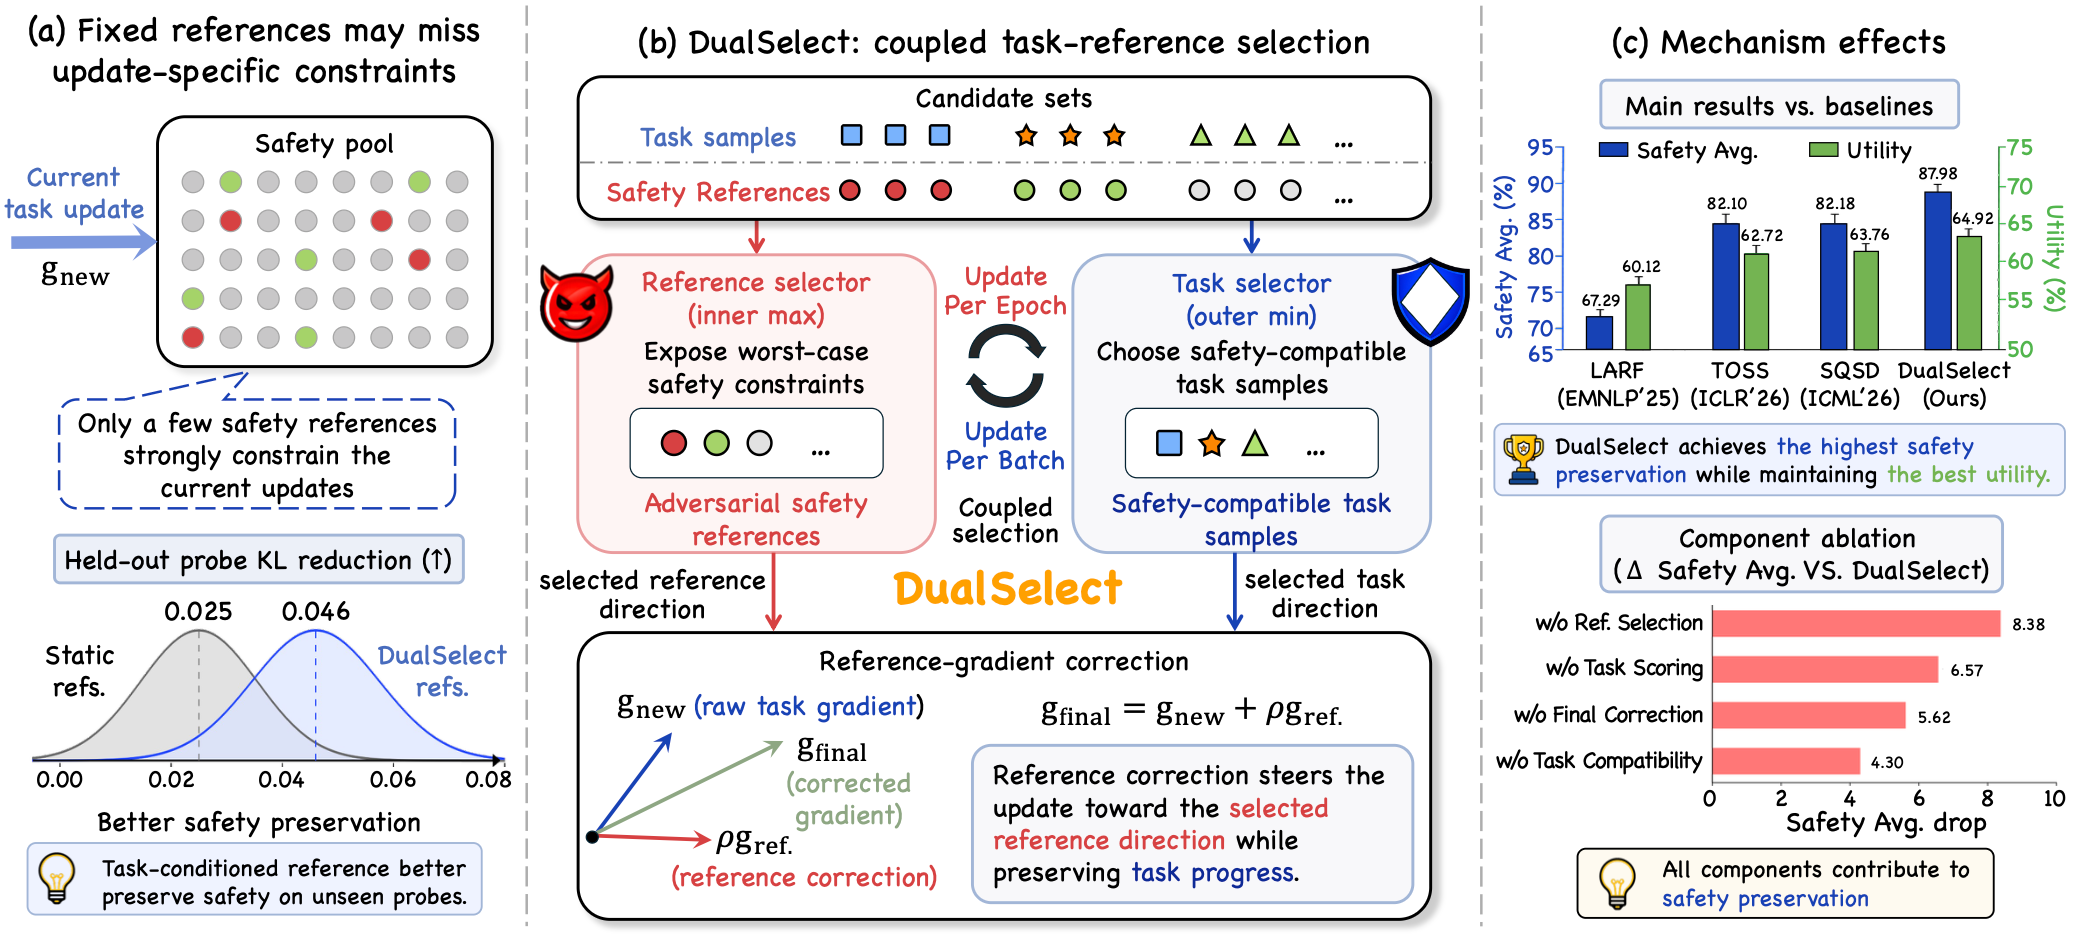 (a) Fixed references may miss
update-specific constraints
Safety pool
Current
task update
gnew
Only a few safety references
strongly constrain the
current updates
Held-out probe KL reduction (↑)
0.025
0.046
Static
refs.
DualSelect
refs.
0.00
0.02
0.04
0.06
0.08
Better safety preservation
Task-conditioned reference better
preserve safety on unseen probes.
(b) DualSelect: coupled task-reference selection
Candidate sets
Task samples
...
Safety References
...
Reference selector
(inner max)
Expose worst-case
safety constraints
...
Adversarial safety
references
Update
Per Epoch
Update
Per Batch
Coupled
selection
Task selector
(outer min)
Choose safety-compatible
task samples
...
Safety-compatible task
samples
selected reference
direction
DualSelect
selected task
direction
Reference-gradient correction
gnew (raw task gradient)
gfinal
(corrected
gradient)
ρgref.
(reference correction)
gfinal = gnew + ρgref.
Reference correction steers the
update toward the selected
reference direction while
preserving task progress.
(c) Mechanism effects
Main results vs. baselines
Safety Avg.
Utility
Safety Avg. (%)
95
90
85
80
75
70
65
Utility (%)
75
70
65
60
55
50
67.29
60.12
82.10
62.72
82.18
63.76
87.98
64.92
LARF
(EMNLP'25)
TOSS
(ICLR'26)
SQSD
(ICML'26)
DualSelect
(Ours)
DualSelect achieves the highest safety
preservation while maintaining the best utility.
Component ablation
(Δ Safety Avg. VS. DualSelect)
w/o Ref. Selection
8.38
w/o Task Scoring
6.57
w/o Final Correction
5.62
w/o Task Compatibility
4.30
0
2
4
6
8
10
Safety Avg. drop
All components contribute to
safety preservation